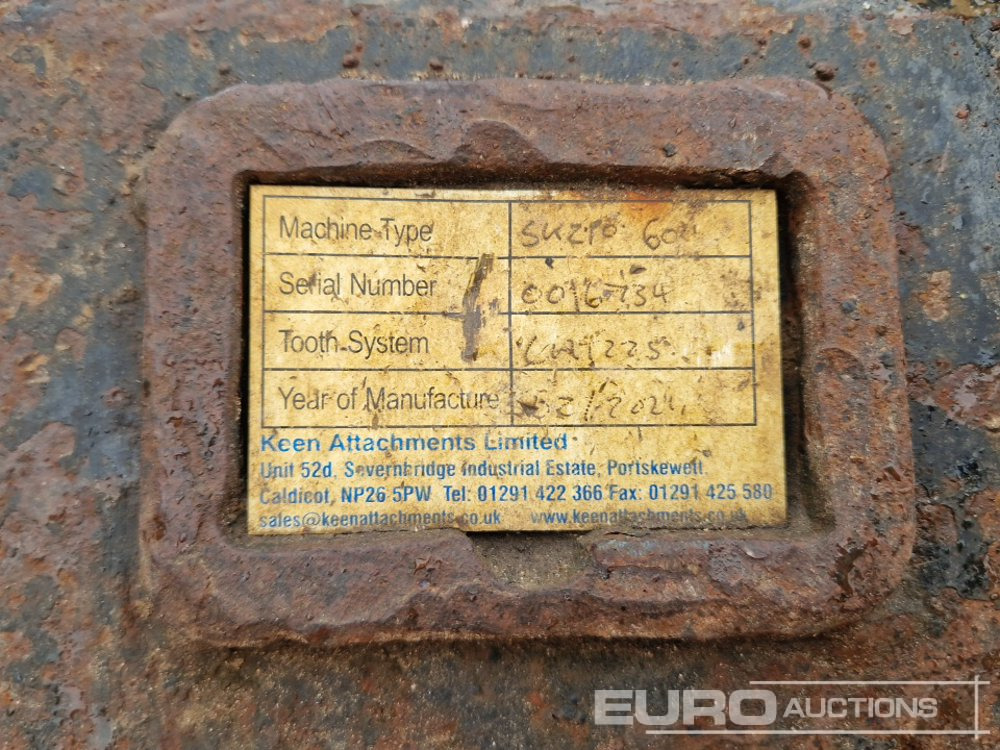 Machine Type SK210 60"
Serial Number 0016734
Tooth System
Year of Manufacture 02/2024
Keen Attachments Limited
Unit 52d, Severnbridge Industrial Estate, Portskewett,
Caldicot, NP26 5PW Tel: 01291 422 366 Fax: 01291 425 580
sales@keenattachments.co.uk www.keenattachments.co.uk
EURO AUCTIONS